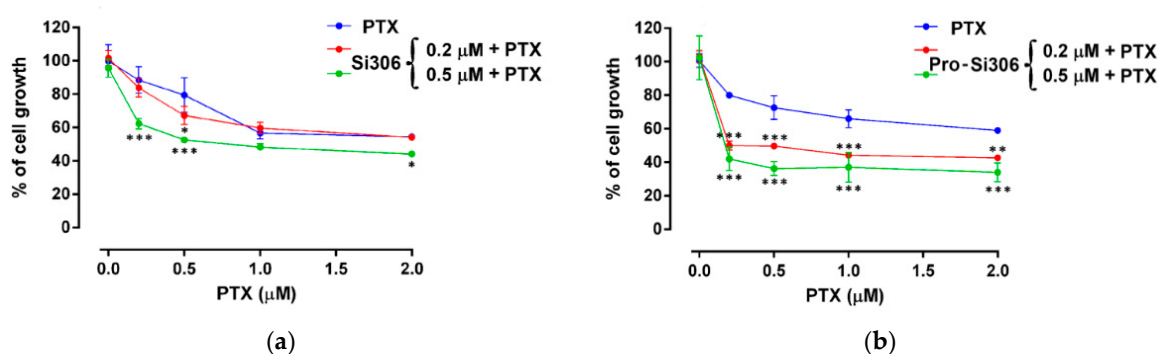 PTX
Si306
0.2 μM + PTX
0.5 μM + PTX
% of cell growth
120
100
80
60
40
20
0
***
*
***
*
0.0
0.5
1.0
1.5
2.0
PTX (μM)
(a)
PTX
Pro-Si306
0.2 μM + PTX
0.5 μM + PTX
% of cell growth
120
100
80
60
40
20
0
***
***
***
**
***
***
***
***
0.0
0.5
1.0
1.5
2.0
PTX (μM)
(b)